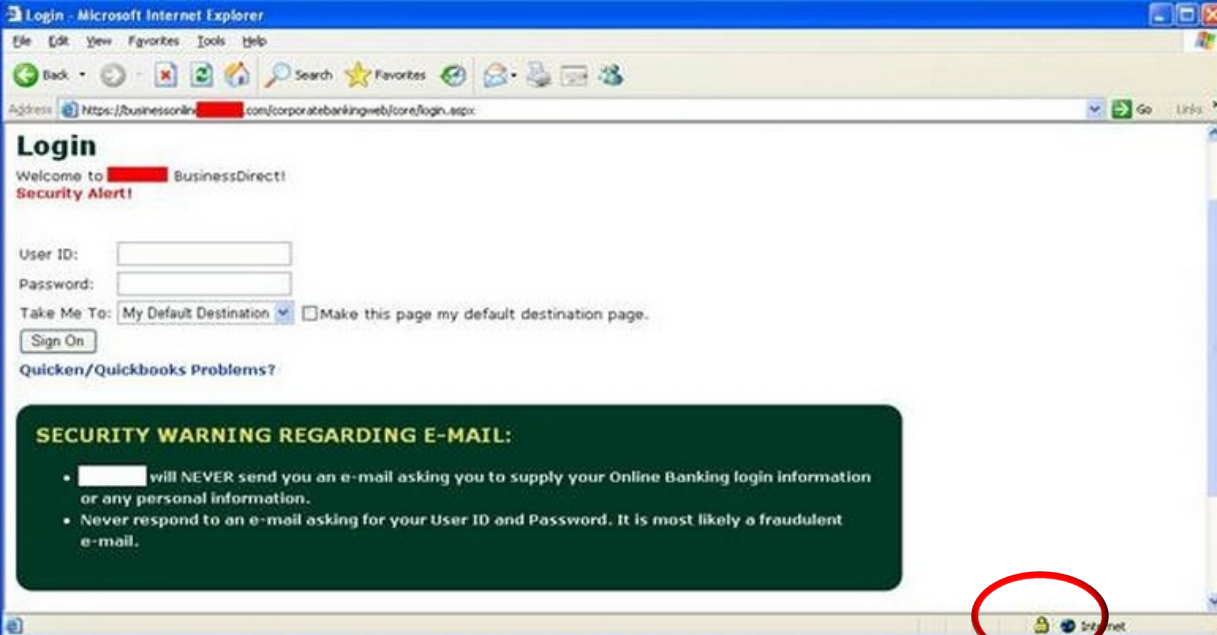 Login - Microsoft Internet Explorer
File Edit View Favorites Tools Help
Back Search Favorites
Address https://businessonlin .com/corporatebankingweb/core/login.aspx Go Links
Login
Welcome to BusinessDirect!
Security Alert!
User ID:
Password:
Take Me To: My Default Destination Make this page my default destination page.
Sign On
Quicken/Quickbooks Problems?
SECURITY WARNING REGARDING E-MAIL:
• will NEVER send you an e-mail asking you to supply your Online Banking login information
or any personal information.
• Never respond to an e-mail asking for your User ID and Password. It is most likely a fraudulent
e-mail.
Internet